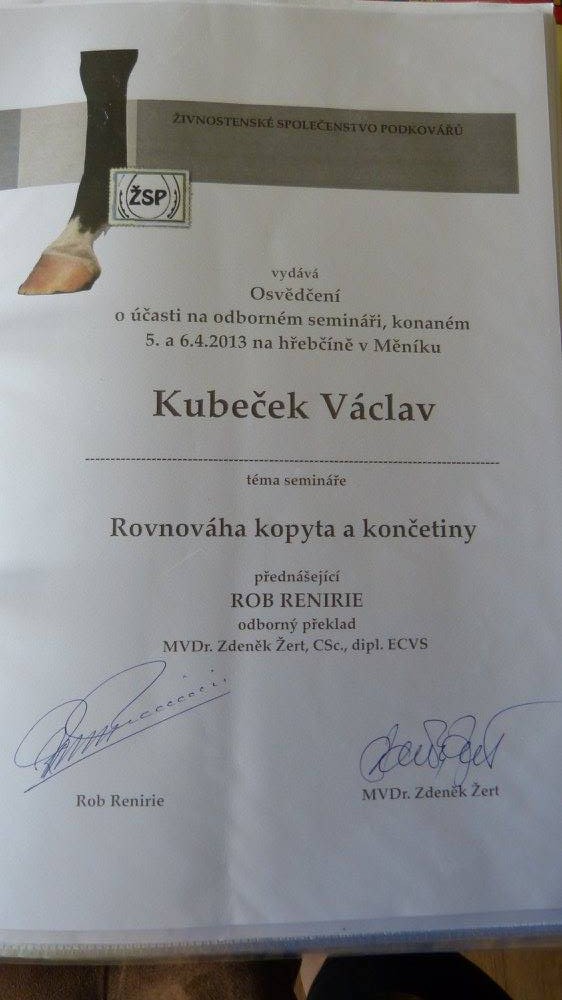 ŽIVNOSTENSKÉ SPOLEČENSTVO PODKOVÁŘŮ
ŽSP
vydává
Osvědčení
o účasti na odborném semináři, konaném
5. a 6.4.2013 na hřebčíně v Měníku
Kubeček Václav
téma semináře
Rovnováha kopyta a končetiny
přednášející
ROB RENIRIE
odborný překlad
MVDr. Zdeněk Žert, CSc., dipl. ECVS
Rob Renirie
MVDr. Zdeněk Žert